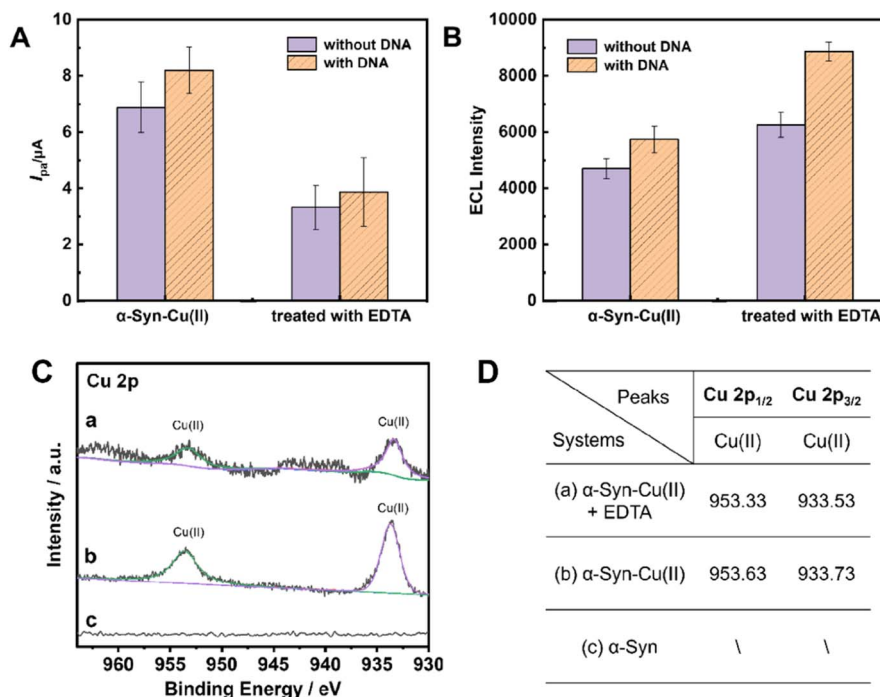 A
10
8
6
4
2
0
I pa/μA
without DNA
with DNA
α-Syn-Cu(II)
treated with EDTA
B
10000
8000
6000
4000
2000
0
ECL Intensity
without DNA
with DNA
α-Syn-Cu(II)
treated with EDTA
C
Cu 2p
a
Cu(II)
Cu(II)
b
Cu(II)
Cu(II)
c
Intensity / a.u.
960 955 950 945 940 935 930
Binding Energy / eV
D
Peaks
Systems
Cu 2p1/2 Cu 2p3/2
Cu(II) Cu(II)
(a) α-Syn-Cu(II)
+ EDTA
953.33 933.53
(b) α-Syn-Cu(II) 953.63 933.73
(c) α-Syn \ \